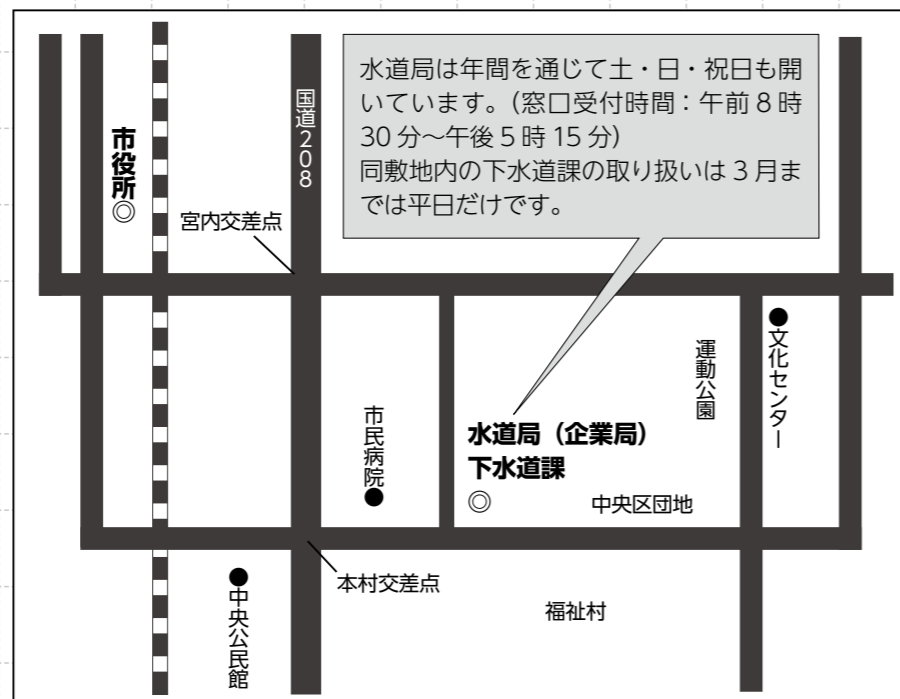 水道局は年間を通じて土・日・祝日も開
いています。（窓口受付時間：午前８時
30 分～午後５時 15 分）
同敷地内の下水道課の取り扱いは３月ま
では平日だけです。
国道208
市役所◎
宮内交差点
●文化センター
運動公園
市民病院●
水道局（企業局）
下水道課
◎
中央区団地
本村交差点
●中央公民館
福祉村